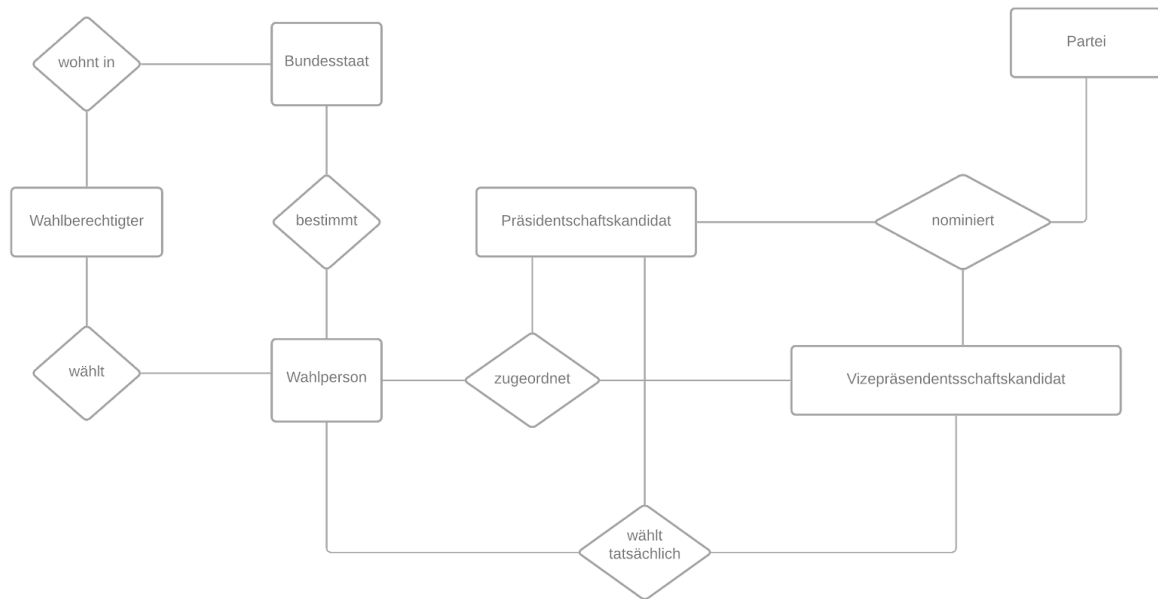 Partei
wohnt in
Bundesstaat
Wahlberechtigter
bestimmt
Präsidentschaftskandidat
nominiert
wählt
Wahlperson
zugeordnet
Vizepräsendentsschaftskandidat
wählt
tatsächlich